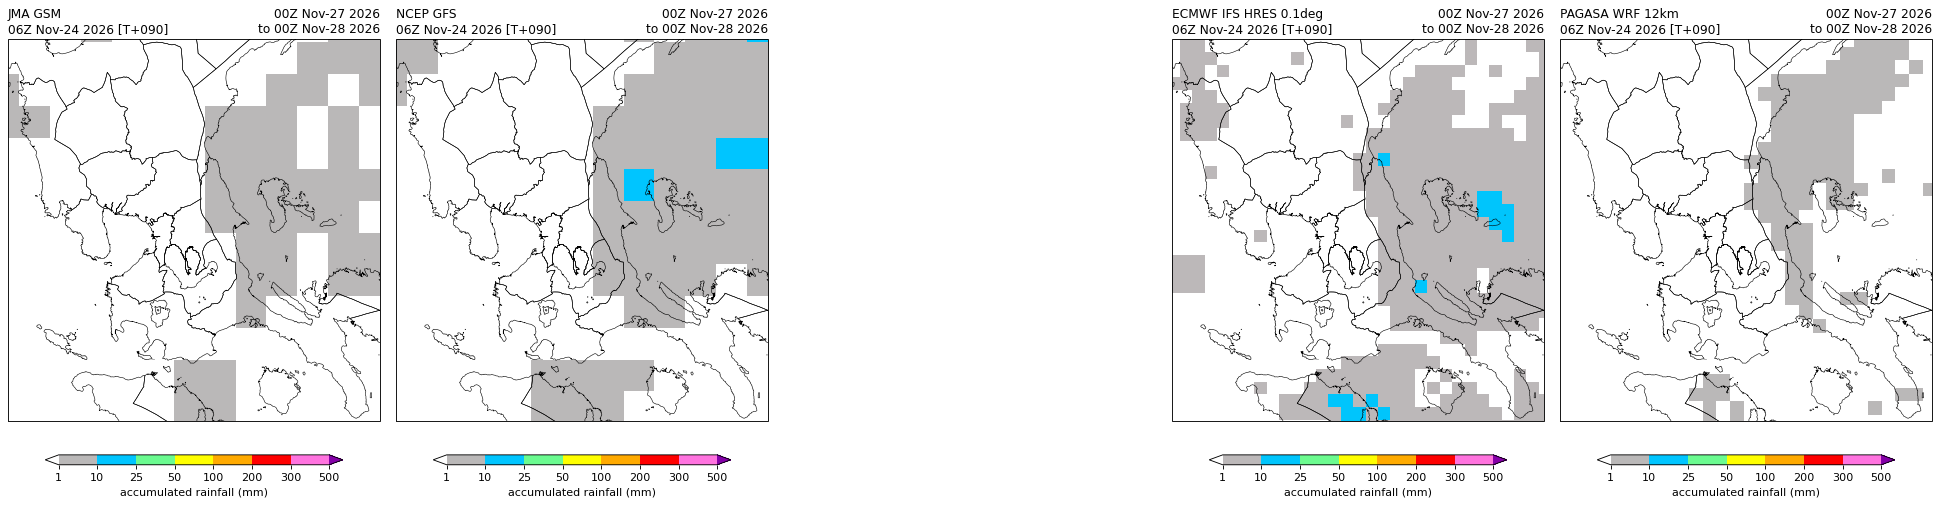 JMA GSM 00Z Nov-27 2026
06Z Nov-24 2026 [T+090] to 00Z Nov-28 2026
1 10 25 50 100 200 300 500
accumulated rainfall (mm)
NCEP GFS 00Z Nov-27 2026
06Z Nov-24 2026 [T+090] to 00Z Nov-28 2026
1 10 25 50 100 200 300 500
accumulated rainfall (mm)
ECMWF IFS HRES 0.1deg 00Z Nov-27 2026
06Z Nov-24 2026 [T+090] to 00Z Nov-28 2026
1 10 25 50 100 200 300 500
accumulated rainfall (mm)
PAGASA WRF 12km 00Z Nov-27 2026
06Z Nov-24 2026 [T+090] to 00Z Nov-28 2026
1 10 25 50 100 200 300 500
accumulated rainfall (mm)